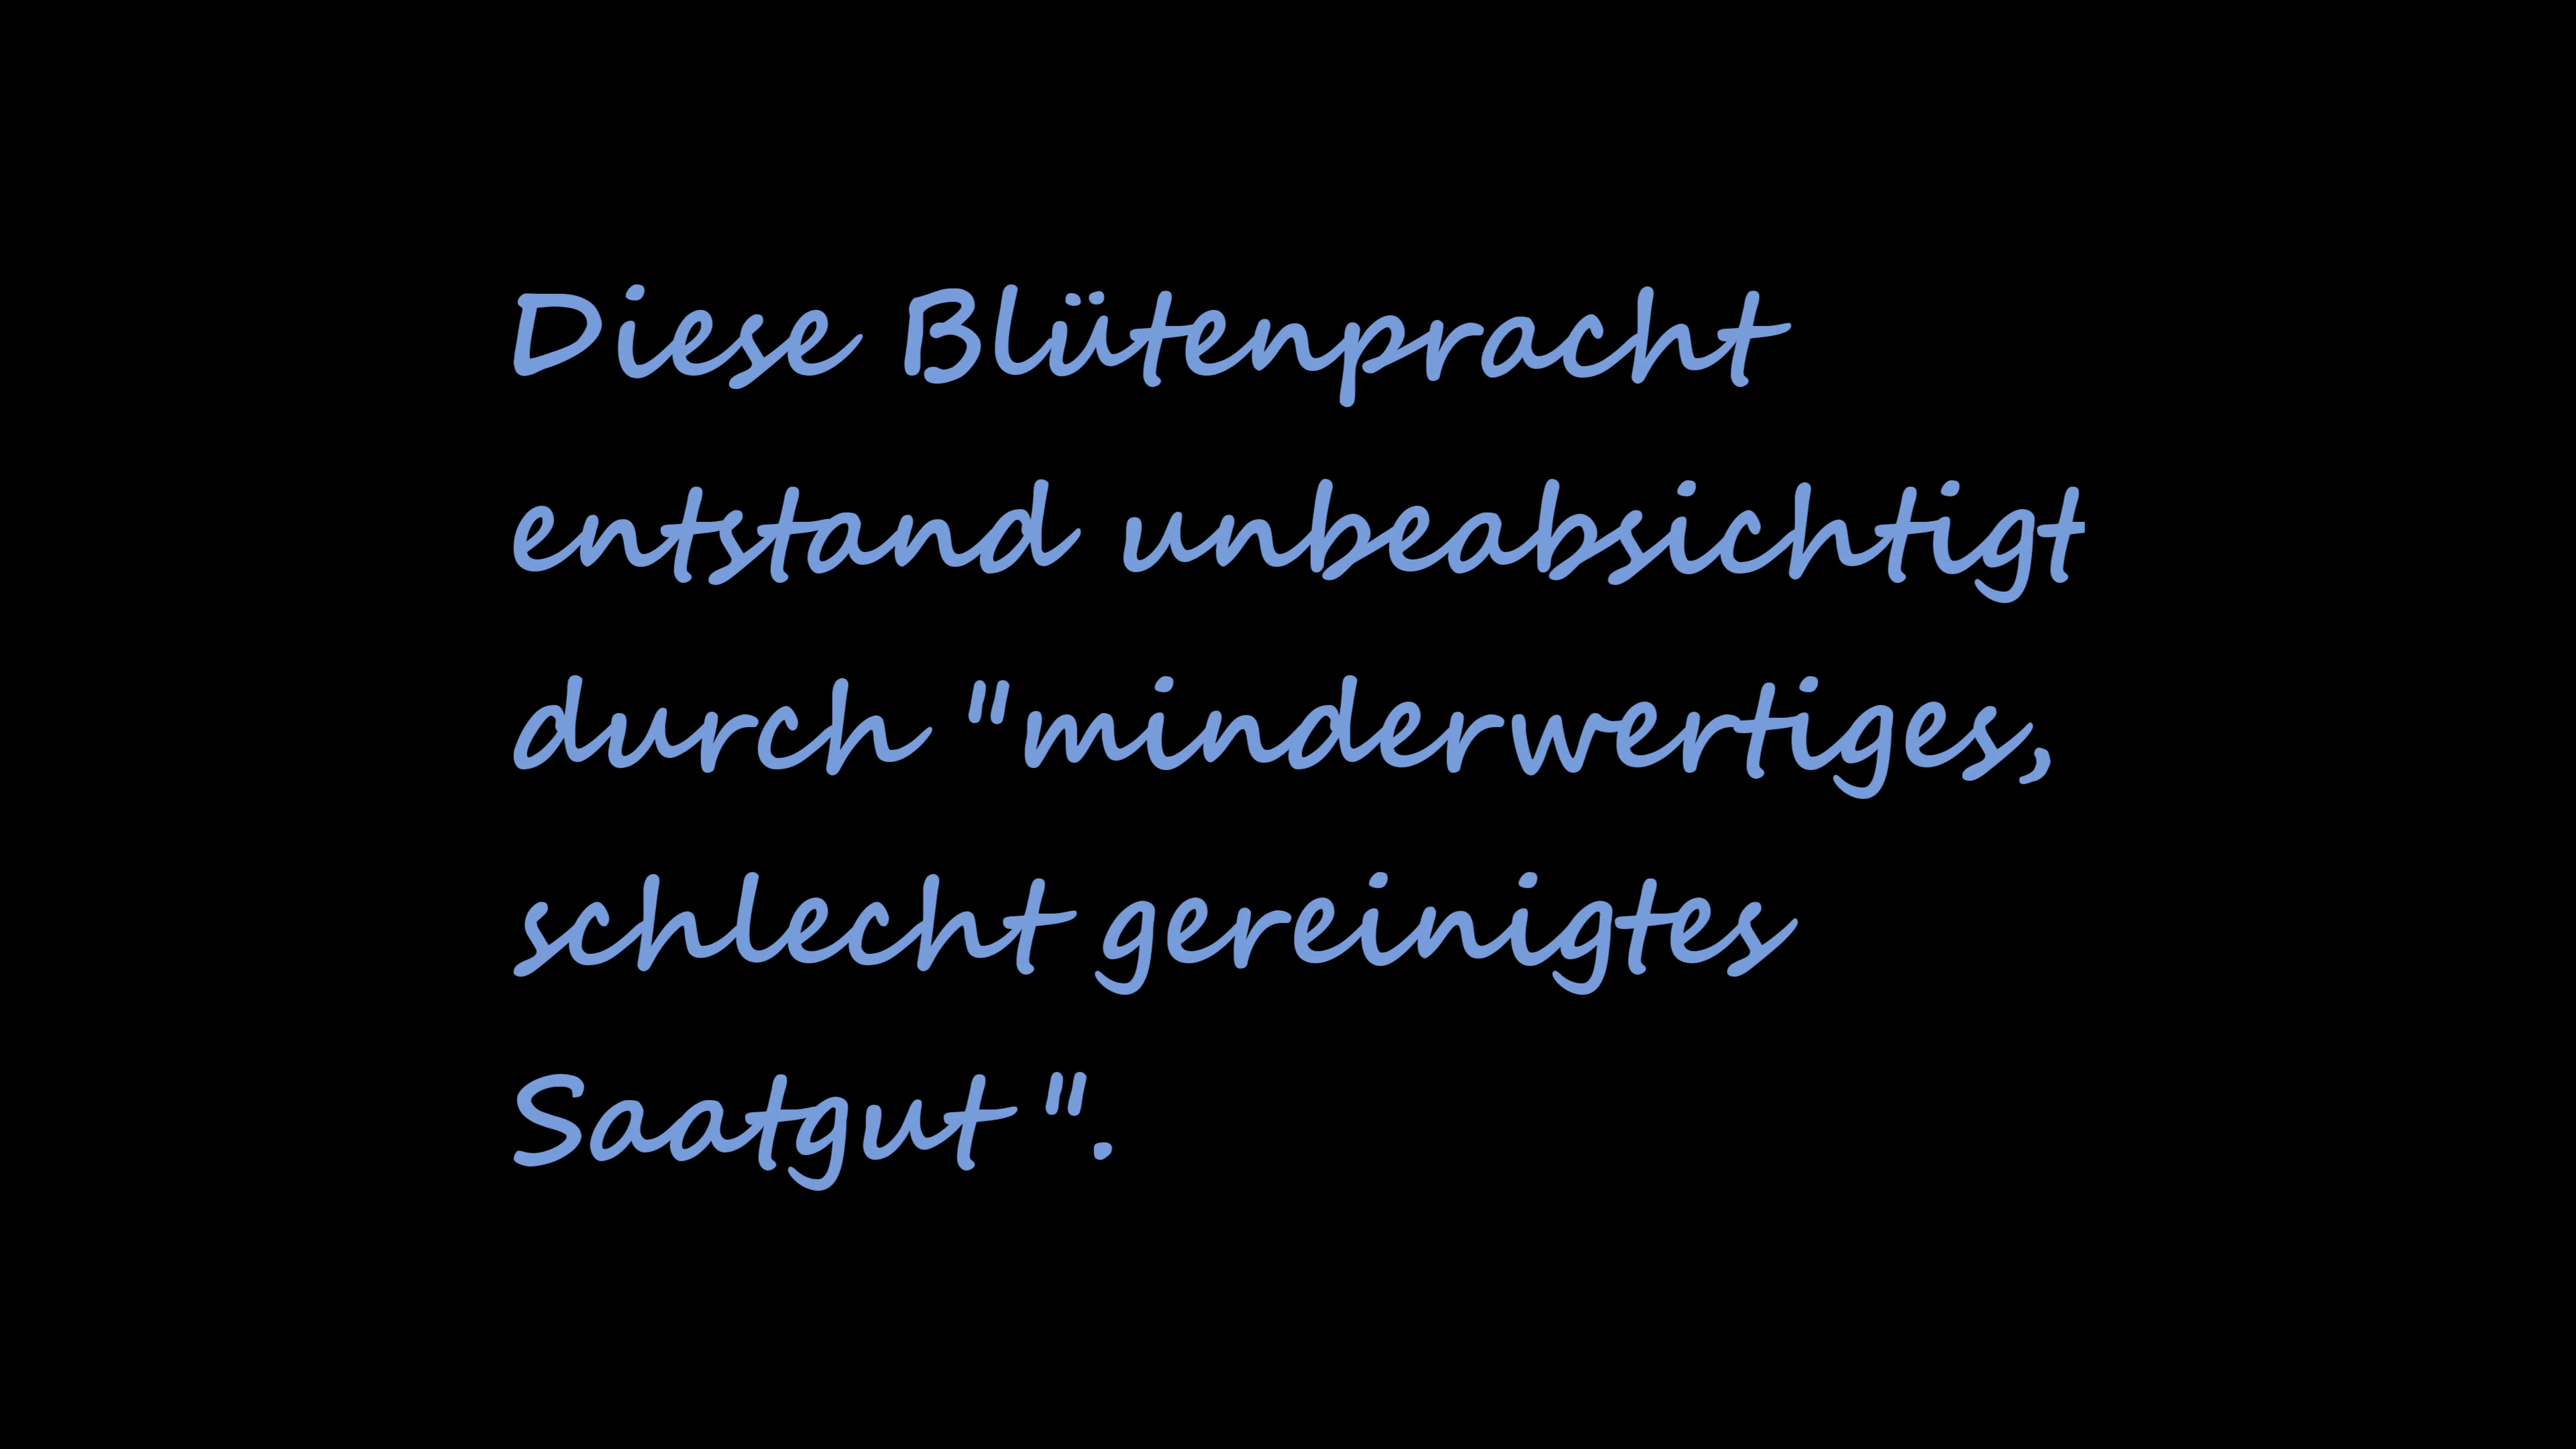 Diese Blütenpracht
entstand unbeabsichtigt
durch "minderwertiges,
schlecht gereinigtes
Saatgut ".